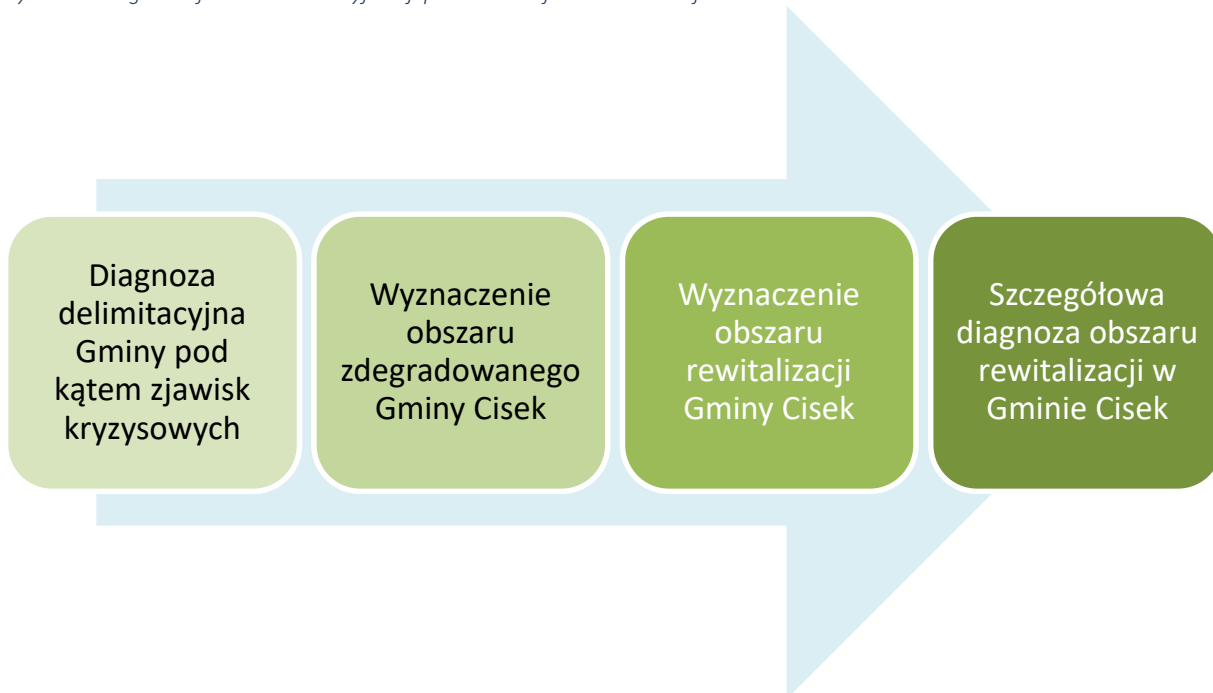 Diagnoza
delimitacyjna
Gminy pod
kątem zjawisk
kryzysowych
Wyznaczenie
obszaru
zdegradowanego
Gminy Cisek
Wyznaczenie
obszaru
rewitalizacji
Gminy Cisek
Szczegółowa
diagnoza obszaru
rewitalizacji w
Gminie Cisek